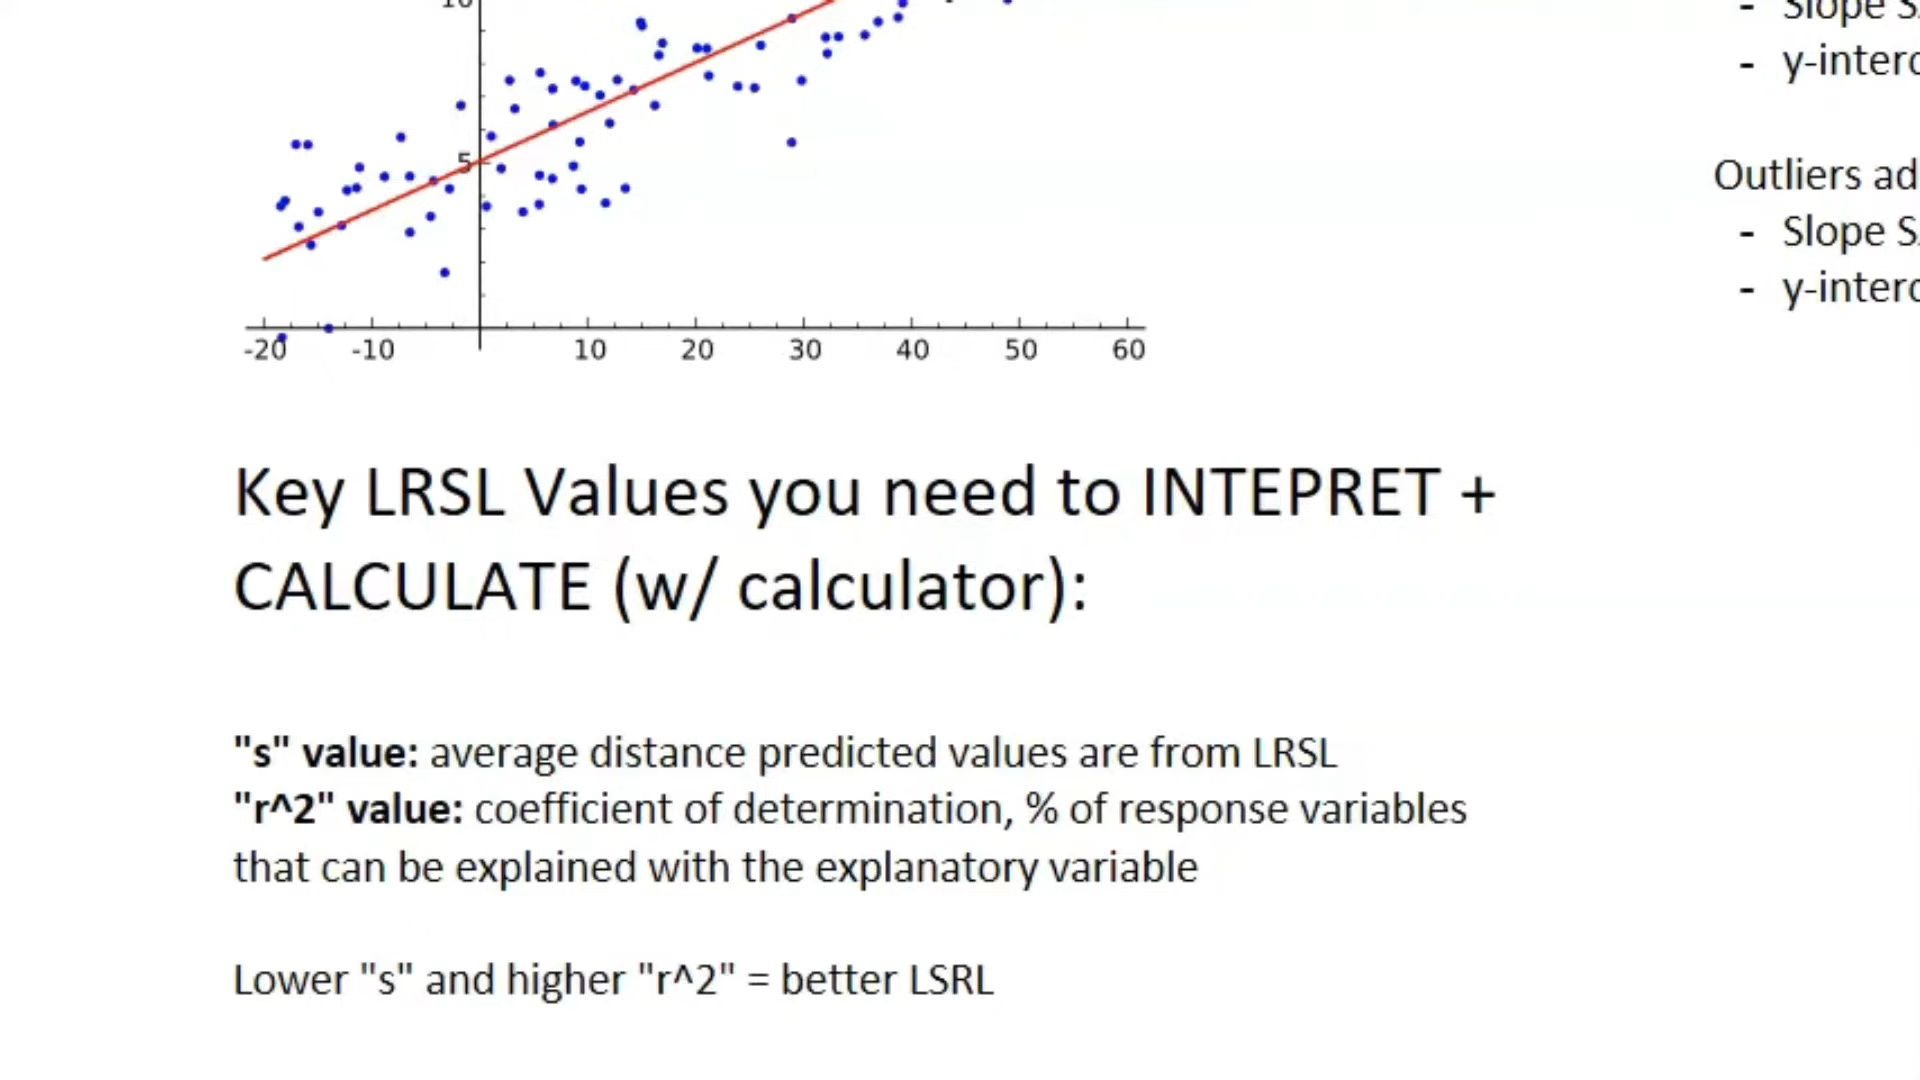 10
Slope S
- y-interc
5
Outliers ad
- Slope S
- y-interc
-20 -10 10 20 30 40 50 60
Key LRSL Values you need to INTEPRET +
CALCULATE (w/ calculator):
"s" value: average distance predicted values are from LRSL
"r^2" value: coefficient of determination, % of response variables
that can be explained with the explanatory variable
Lower "s" and higher "r^2" = better LSRL